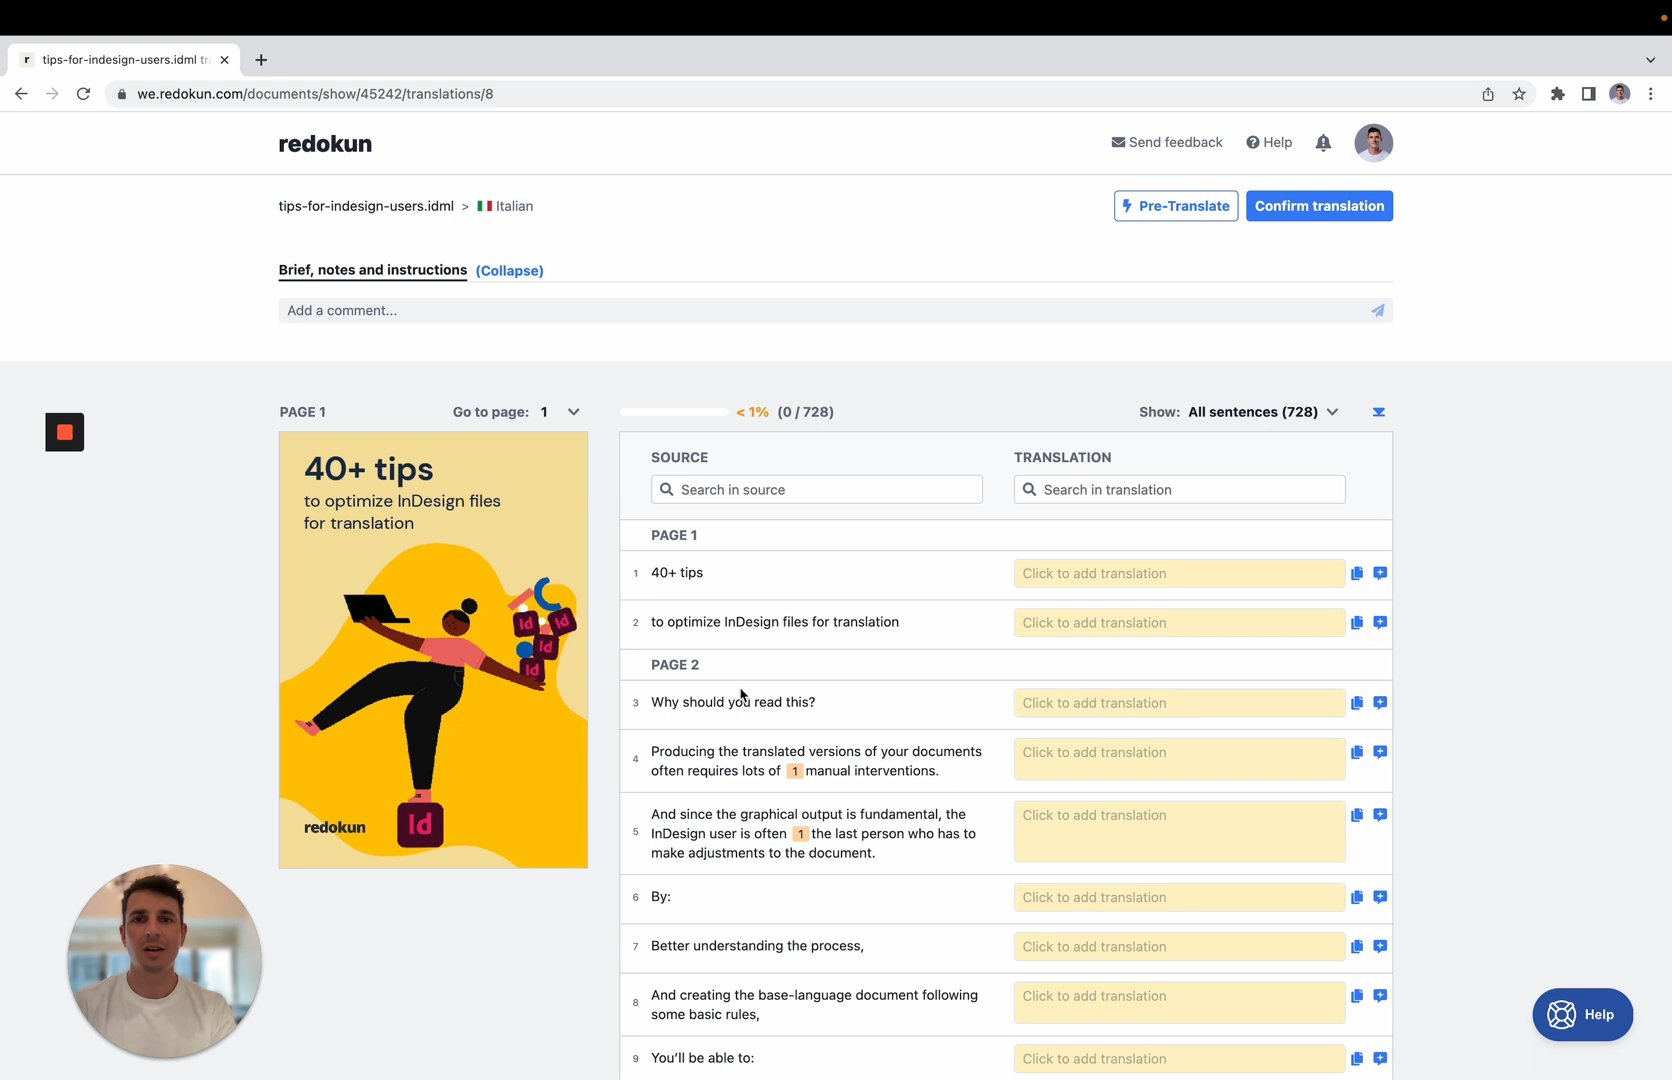 tips-for-indesign-users.idml tr
we.redokun.com/documents/show/45242/translations/8
redokun
Send feedback
Help
tips-for-indesign-users.idml > Italian
Pre-Translate
Confirm translation
Brief, notes and instructions (Collapse)
Add a comment...
PAGE 1
Go to page: 1
< 1% (0 / 728)
Show: All sentences (728)
40+ tips
to optimize InDesign files
for translation
Id
Id
Id
Id
redokun
Id
SOURCE
TRANSLATION
Search in source
Search in translation
PAGE 1
1 40+ tips
Click to add translation
2 to optimize InDesign files for translation
Click to add translation
PAGE 2
3 Why should you read this?
Click to add translation
4 Producing the translated versions of your documents
often requires lots of 1 manual interventions.
Click to add translation
5 And since the graphical output is fundamental, the
InDesign user is often 1 the last person who has to
make adjustments to the document.
Click to add translation
6 By:
Click to add translation
7 Better understanding the process,
Click to add translation
8 And creating the base-language document following
some basic rules,
Click to add translation
9 You'll be able to:
Click to add translation
Help